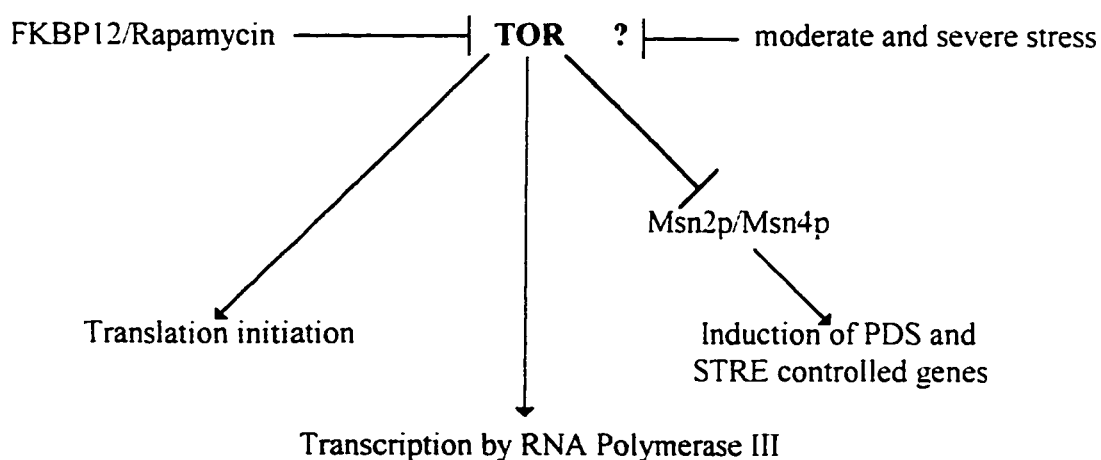 FKBP12/Rapamycin TOR ? moderate and severe stress
Msn2p/Msn4p
Translation initiation
Induction of PDS and
STRE controlled genes
Transcription by RNA Polymerase III